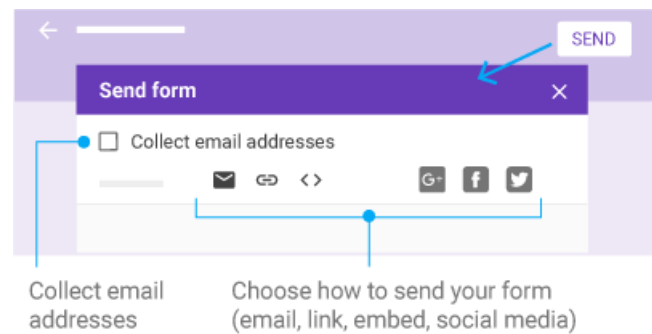 SEND
Send form
Collect email addresses
G+
Collect email
addresses
Choose how to send your form
(email, link, embed, social media)